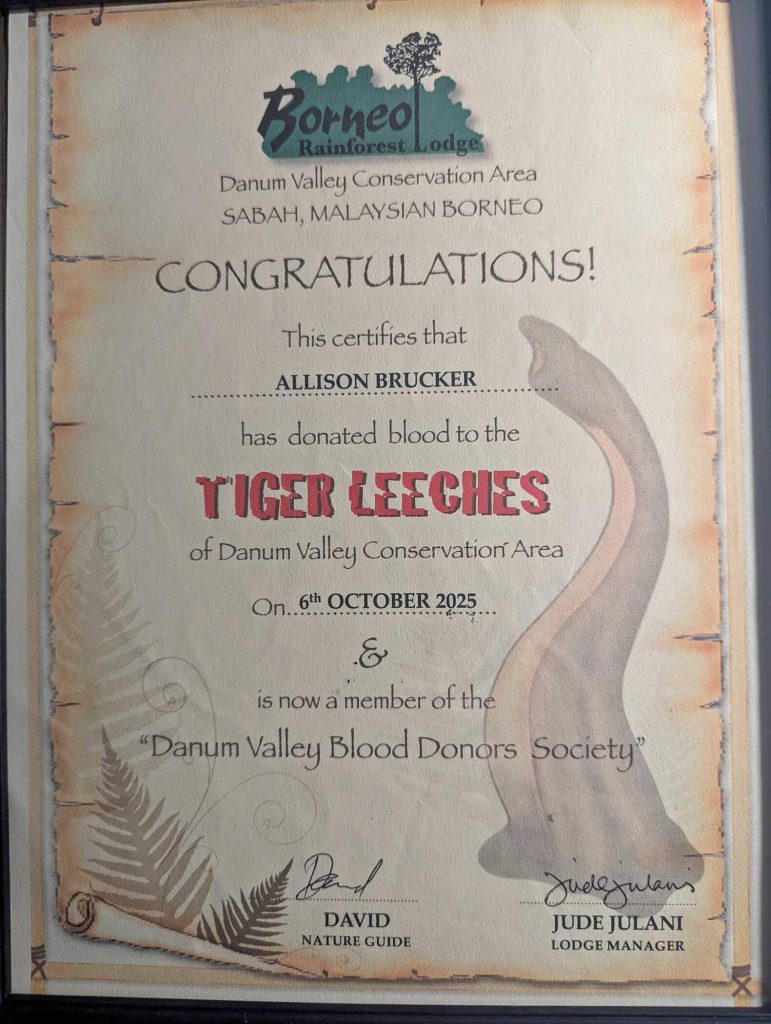 Borneo
Rainforest Lodge
Danum Valley Conservation Area
SABAH, MALAYSIAN BORNEO
CONGRATULATIONS!
This certifies that
ALLISON BRUCKER
has donated blood to the
TIGER LEECHES
of Danum Valley Conservation Area
On 6th OCTOBER 2025
&
is now a member of the
“Danum Valley Blood Donors Society”
David
judejulani
DAVID
JUDE JULANI
NATURE GUIDE
LODGE MANAGER